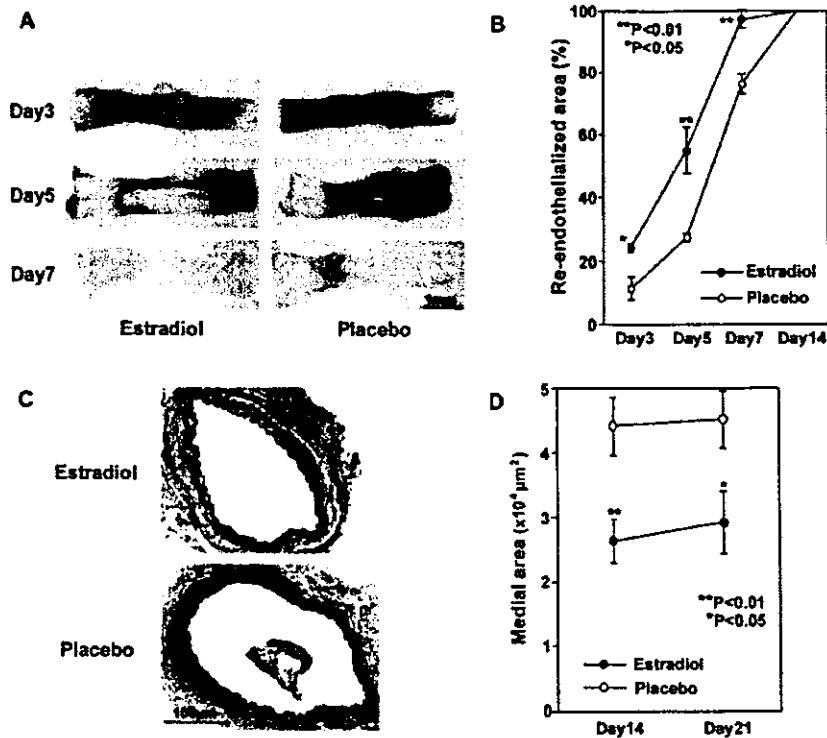 A
Day3
Day5
Day7
Estradiol
Placebo
B
Re-endothelialized area (%)
100
80
60
40
20
0
**P<0.01
*P<0.05
**
**
*
Estradiol
Placebo
Day3
Day5
Day7
Day14
C
Estradiol
Placebo
D
Medial area (x10⁴μm²)
5
4
3
2
1
0
**
*
**P<0.01
*P<0.05
Estradiol
Placebo
Day14
Day21